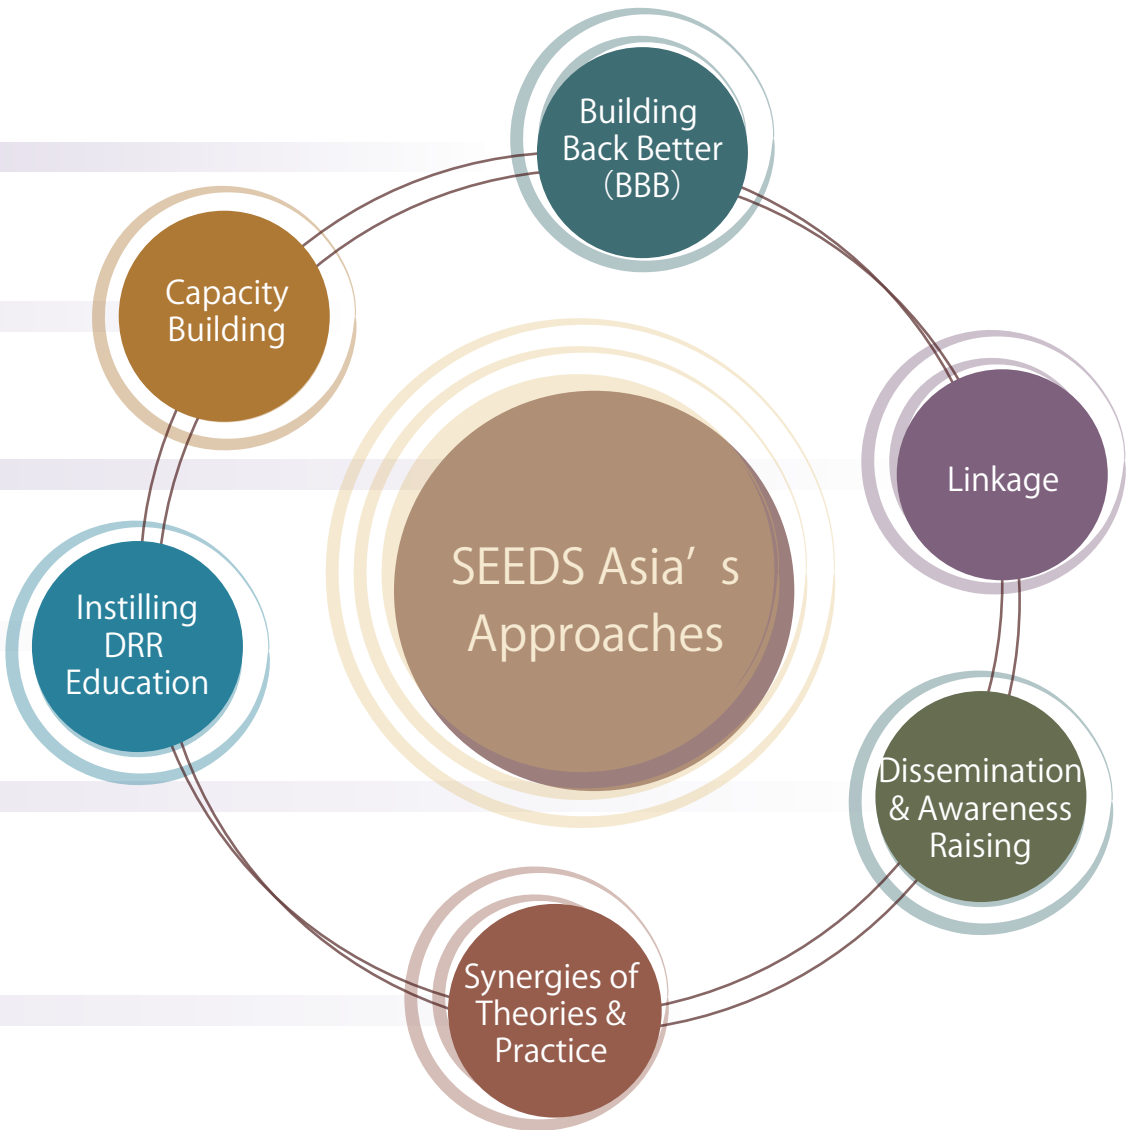 Building
Back Better
（BBB）
Capacity
Building
Linkage
SEEDS Asia’s
Approaches
Instilling
DRR
Education
Dissemination
& Awareness
Raising
Synergies of
Theories &
Practice